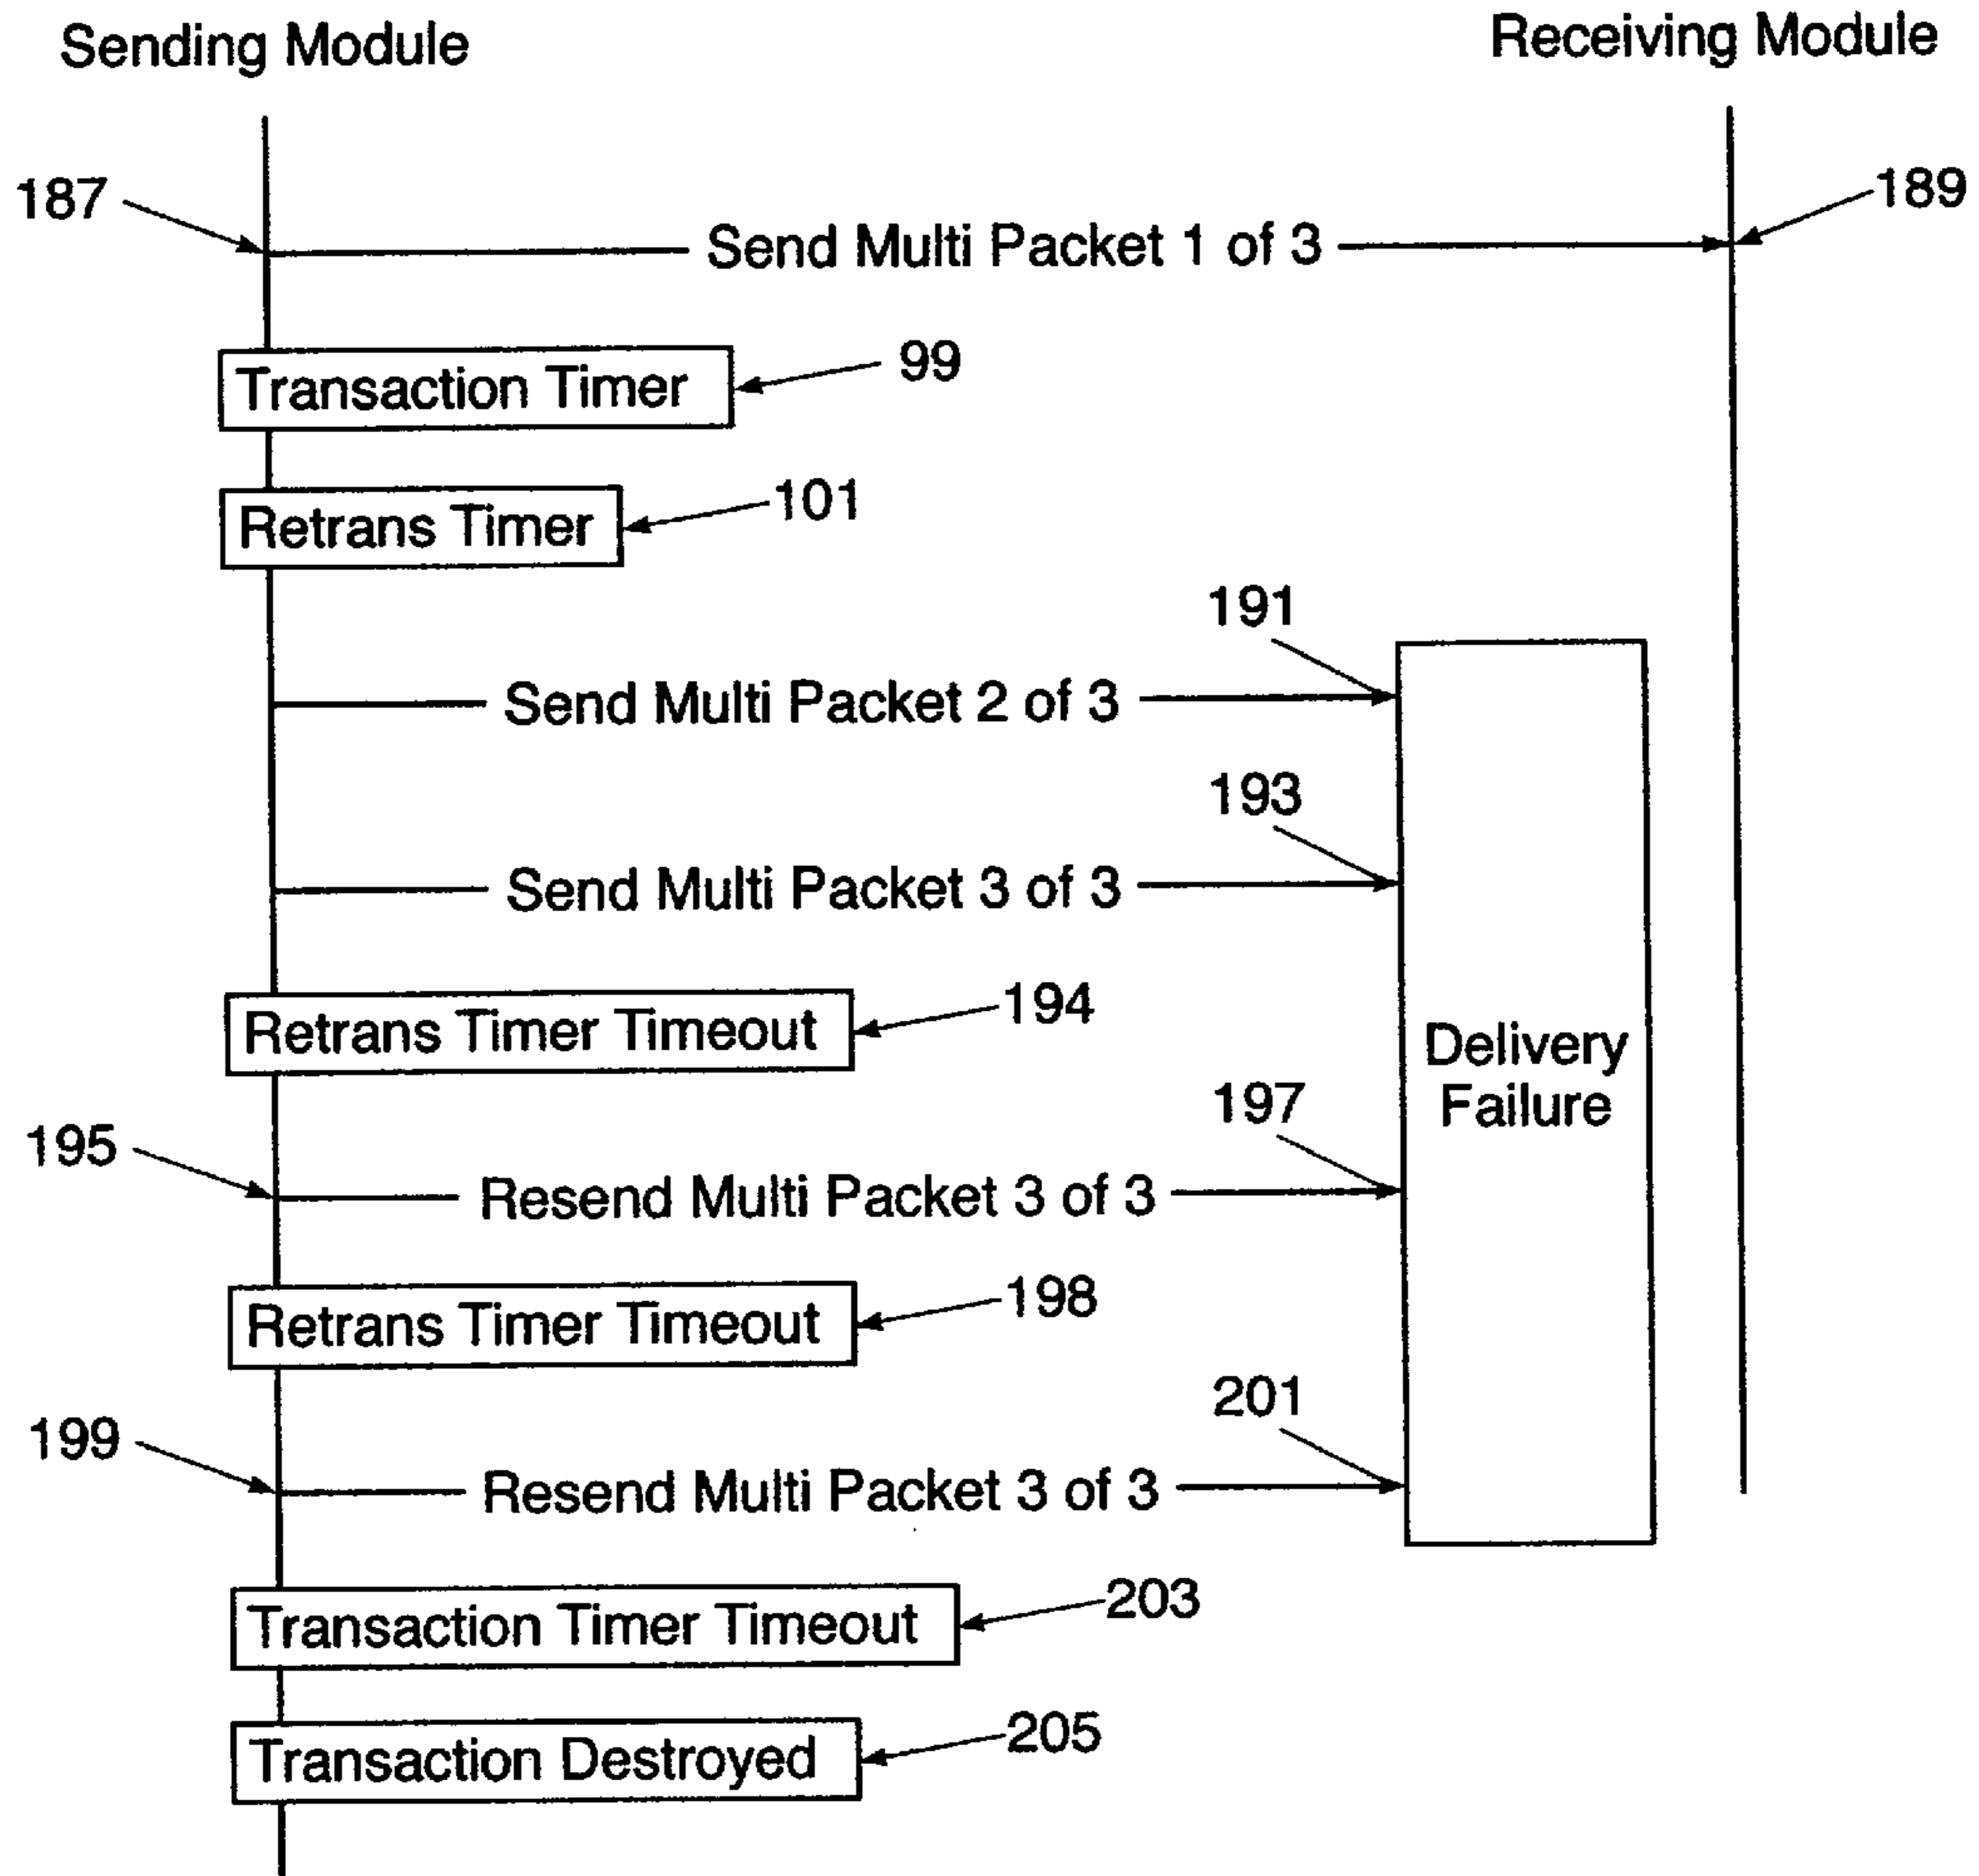 Sending Module
Receiving Module
187
189
Send Multi Packet 1 of 3
99
Transaction Timer
101
Retrans Timer
191
Send Multi Packet 2 of 3
193
Send Multi Packet 3 of 3
194
Retrans Timer Timeout
Delivery
Failure
197
195
Resend Multi Packet 3 of 3
198
Retrans Timer Timeout
201
199
Resend Multi Packet 3 of 3
203
Transaction Timer Timeout
205
Transaction Destroyed